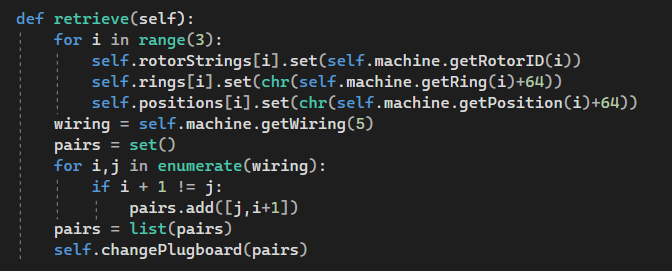 def retrieve(self):
    for i in range(3):
        self.rotorStrings[i].set(self.machine.getRotorID(i))
        self.rings[i].set(chr(self.machine.getRing(i)+64))
        self.positions[i].set(chr(self.machine.getPosition(i)+64))
    wiring = self.machine.getWiring(5)
    pairs = set()
    for i,j in enumerate(wiring):
        if i + 1 != j:
            pairs.add([j,i+1])
    pairs = list(pairs)
    self.changePlugboard(pairs)